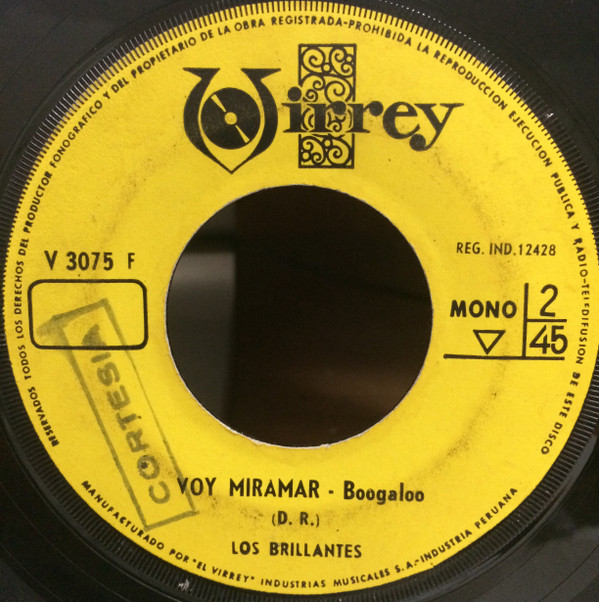 RESERVADOS TODOS LOS DERECHOS DEL PRODUCTOR FONOGRAFICO Y DEL PROPIETARIO DE LA OBRA REGISTRADA-PROHIBIDA LA REPRODUCCION EJECUCION PUBLICA Y RADIO-TELEDIFUSION DE ESTE DISCO
Virrey
V 3075 F
REG. IND.12428
MONO 2
45
CORTESIA
VOY MIRAMAR - Boogaloo
(D. R.)
LOS BRILLANTES
MANUFACTURADO POR "EL VIRREY" INDUSTRIAS MUSICALES S.A.-INDUSTRIA PERUANA